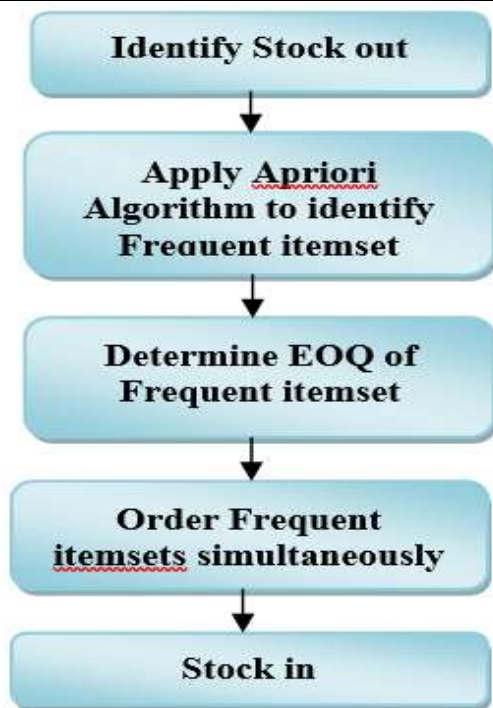 Identify Stock out
Apply Apriori
Algorithm to identify
Frequent itemset
Determine EOQ of
Frequent itemset
Order Frequent
itemsets simultaneously
Stock in